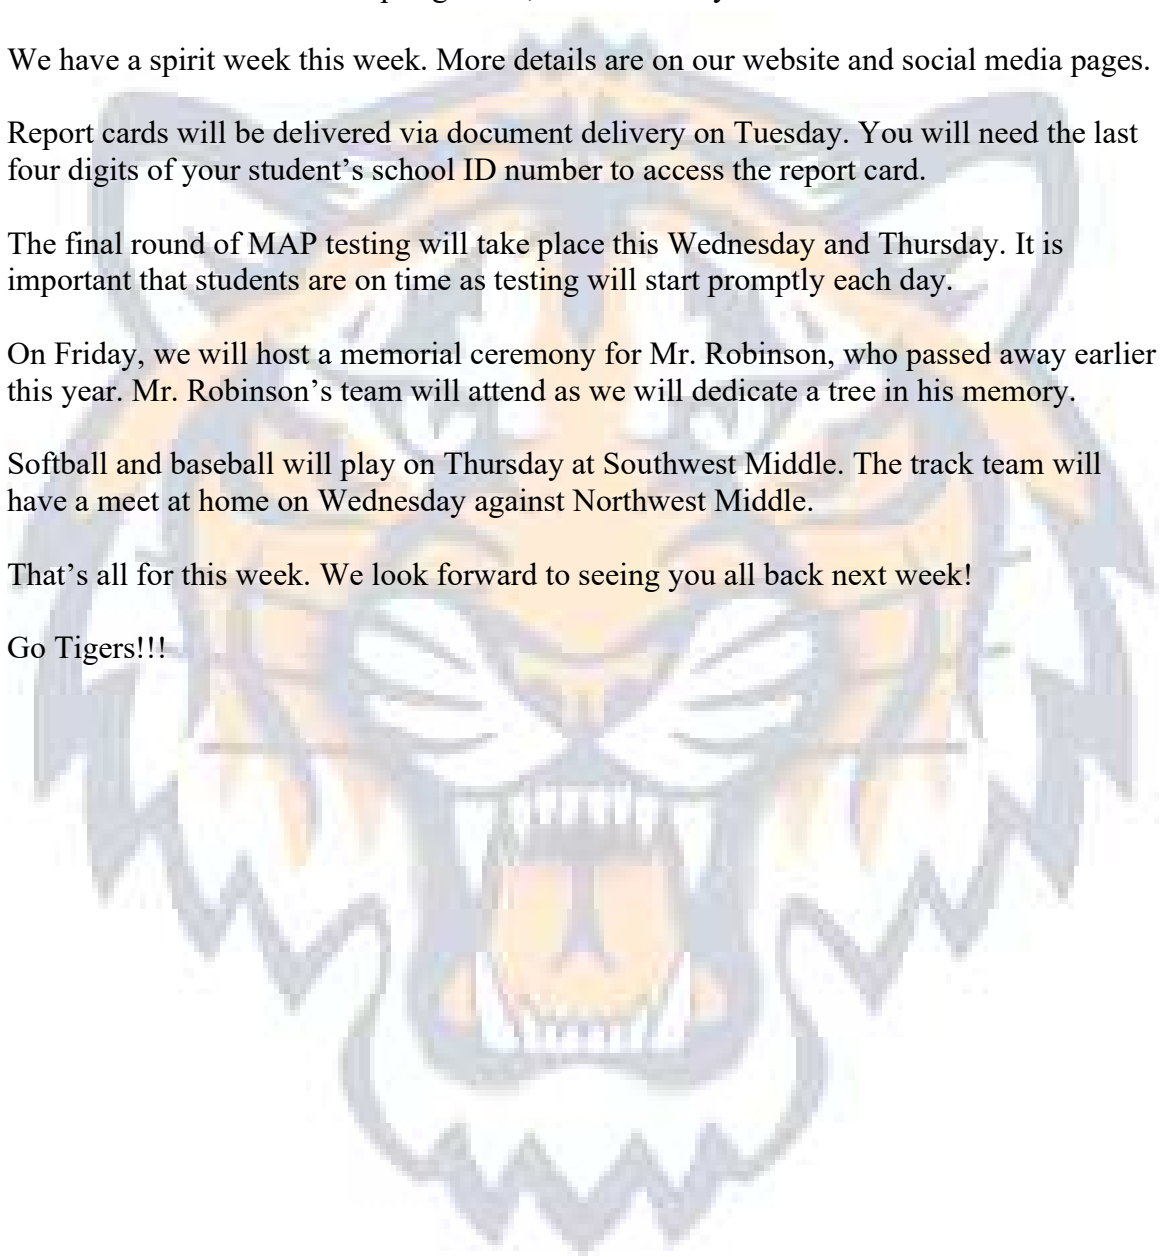 We have a spirit week this week. More details are on our website and social media pages.
Report cards will be delivered via document delivery on Tuesday. You will need the last
four digits of your student’s school ID number to access the report card.
The final round of MAP testing will take place this Wednesday and Thursday. It is
important that students are on time as testing will start promptly each day.
On Friday, we will host a memorial ceremony for Mr. Robinson, who passed away earlier
this year. Mr. Robinson’s team will attend as we will dedicate a tree in his memory.
Softball and baseball will play on Thursday at Southwest Middle. The track team will
have a meet at home on Wednesday against Northwest Middle.
That’s all for this week. We look forward to seeing you all back next week!
Go Tigers!!!